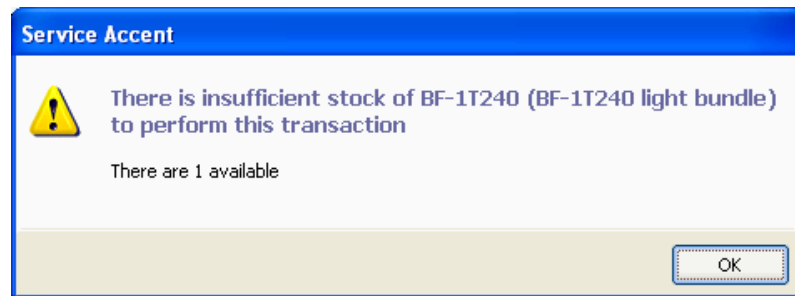 Service Accent
There is insufficient stock of BF-1T240 (BF-1T240 light bundle)
to perform this transaction
There are 1 available
OK